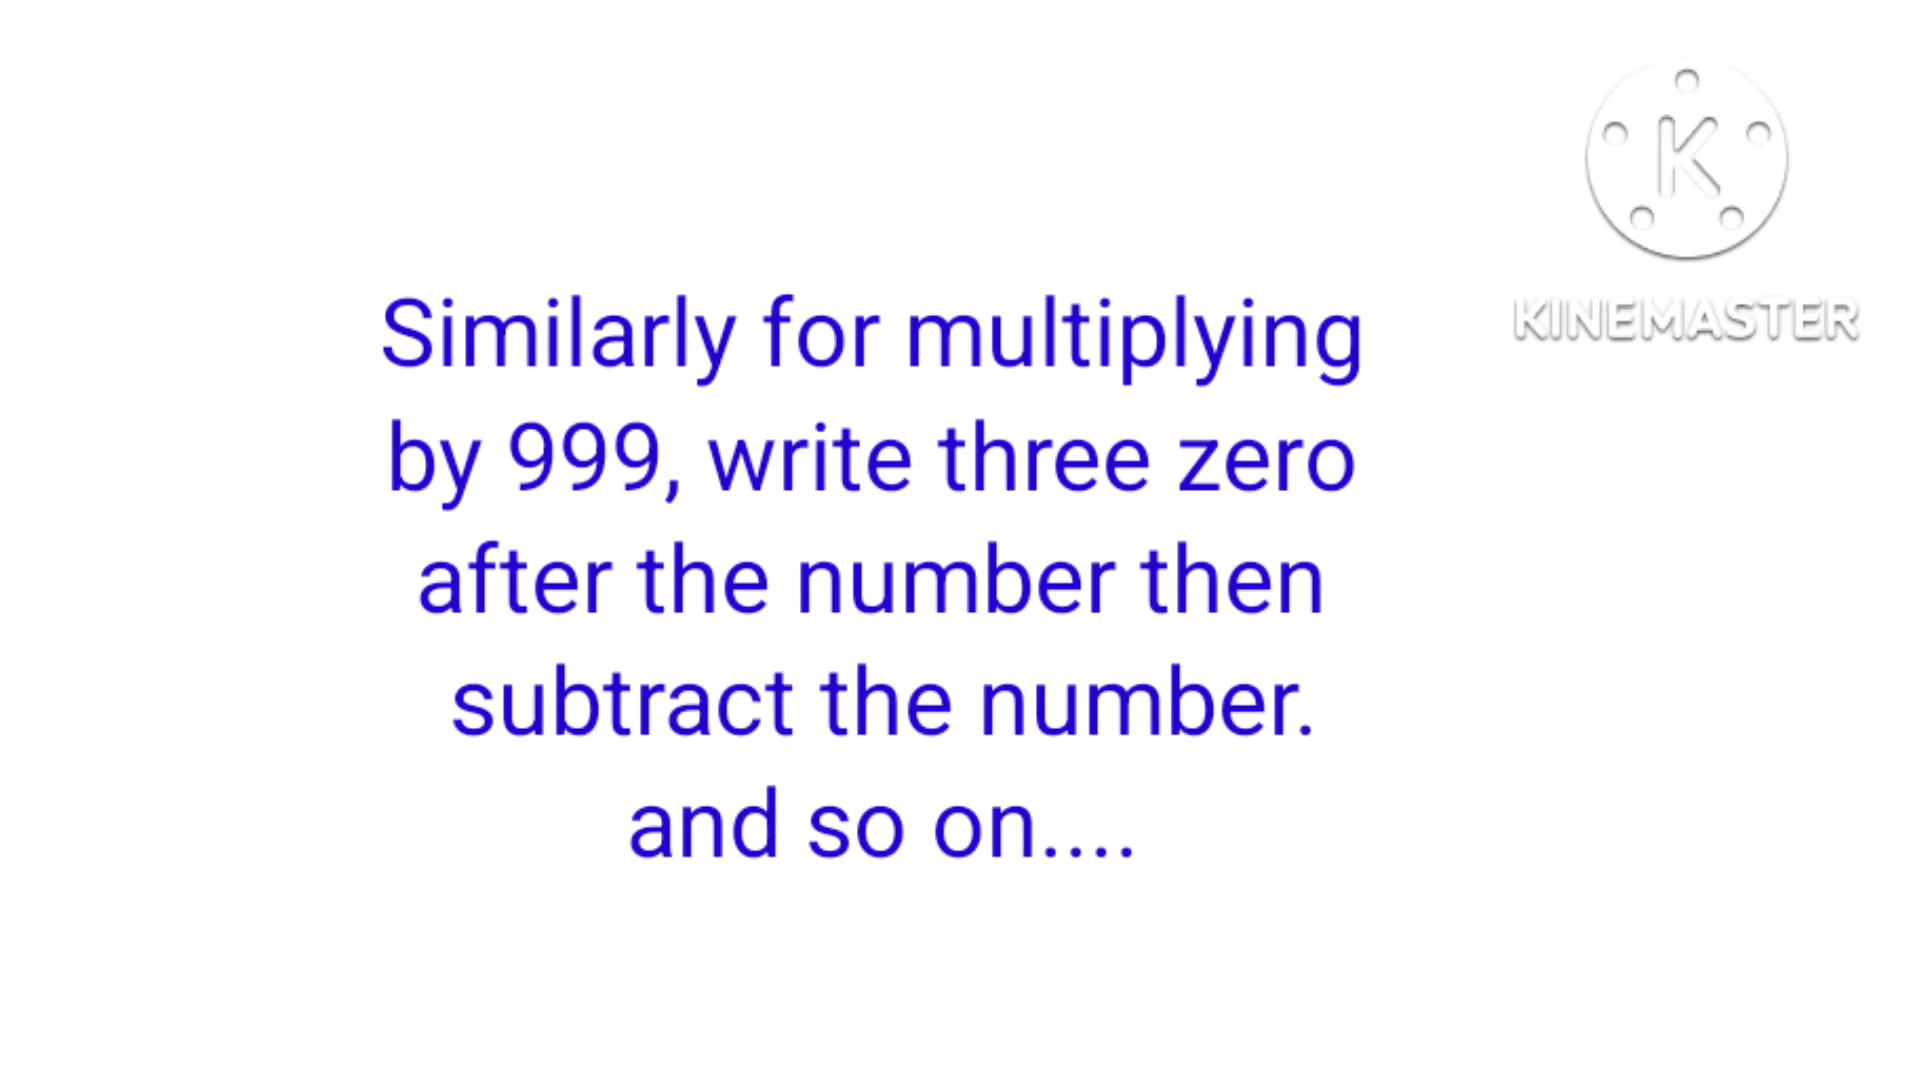 K
KINEMASTER
Similarly for multiplying
by 999, write three zero
after the number then
subtract the number.
and so on....